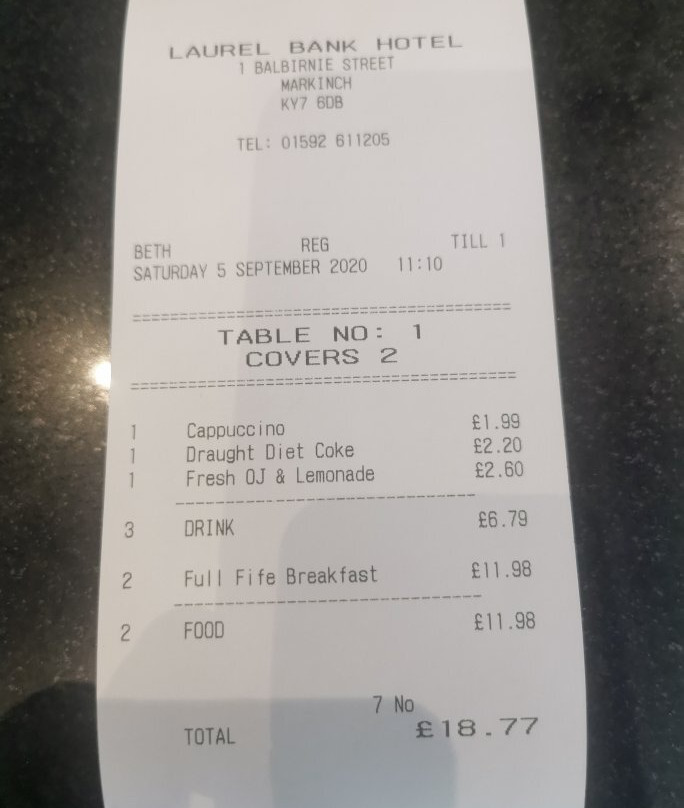 LAUREL BANK HOTEL
1 BALBIRNIE STREET
MARKINCH
KY7 6DB
TEL: 01592 611205
BETH REG TILL 1
SATURDAY 5 SEPTEMBER 2020 11:10
========================================
TABLE NO: 1
COVERS 2
========================================
1 Cappuccino £1.99
1 Draught Diet Coke £2.20
1 Fresh OJ & Lemonade £2.60
--------------------------------
3 DRINK £6.79
2 Full Fife Breakfast £11.98
--------------------------------
2 FOOD £11.98
7 No
TOTAL £18.77